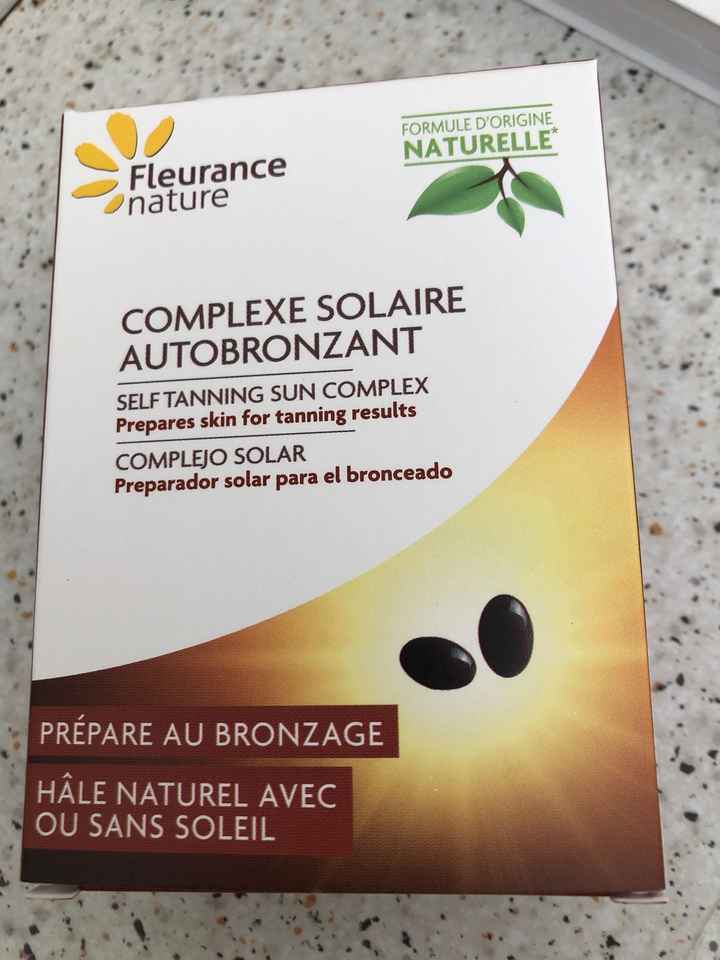 Fleurance
nature
FORMULE D'ORIGINE
NATURELLE*
COMPLEXE SOLAIRE
AUTOBRONZANT
SELF TANNING SUN COMPLEX
Prepares skin for tanning results
COMPLEJO SOLAR
Preparador solar para el bronceado
PRÉPARE AU BRONZAGE
HÂLE NATUREL AVEC
OU SANS SOLEIL